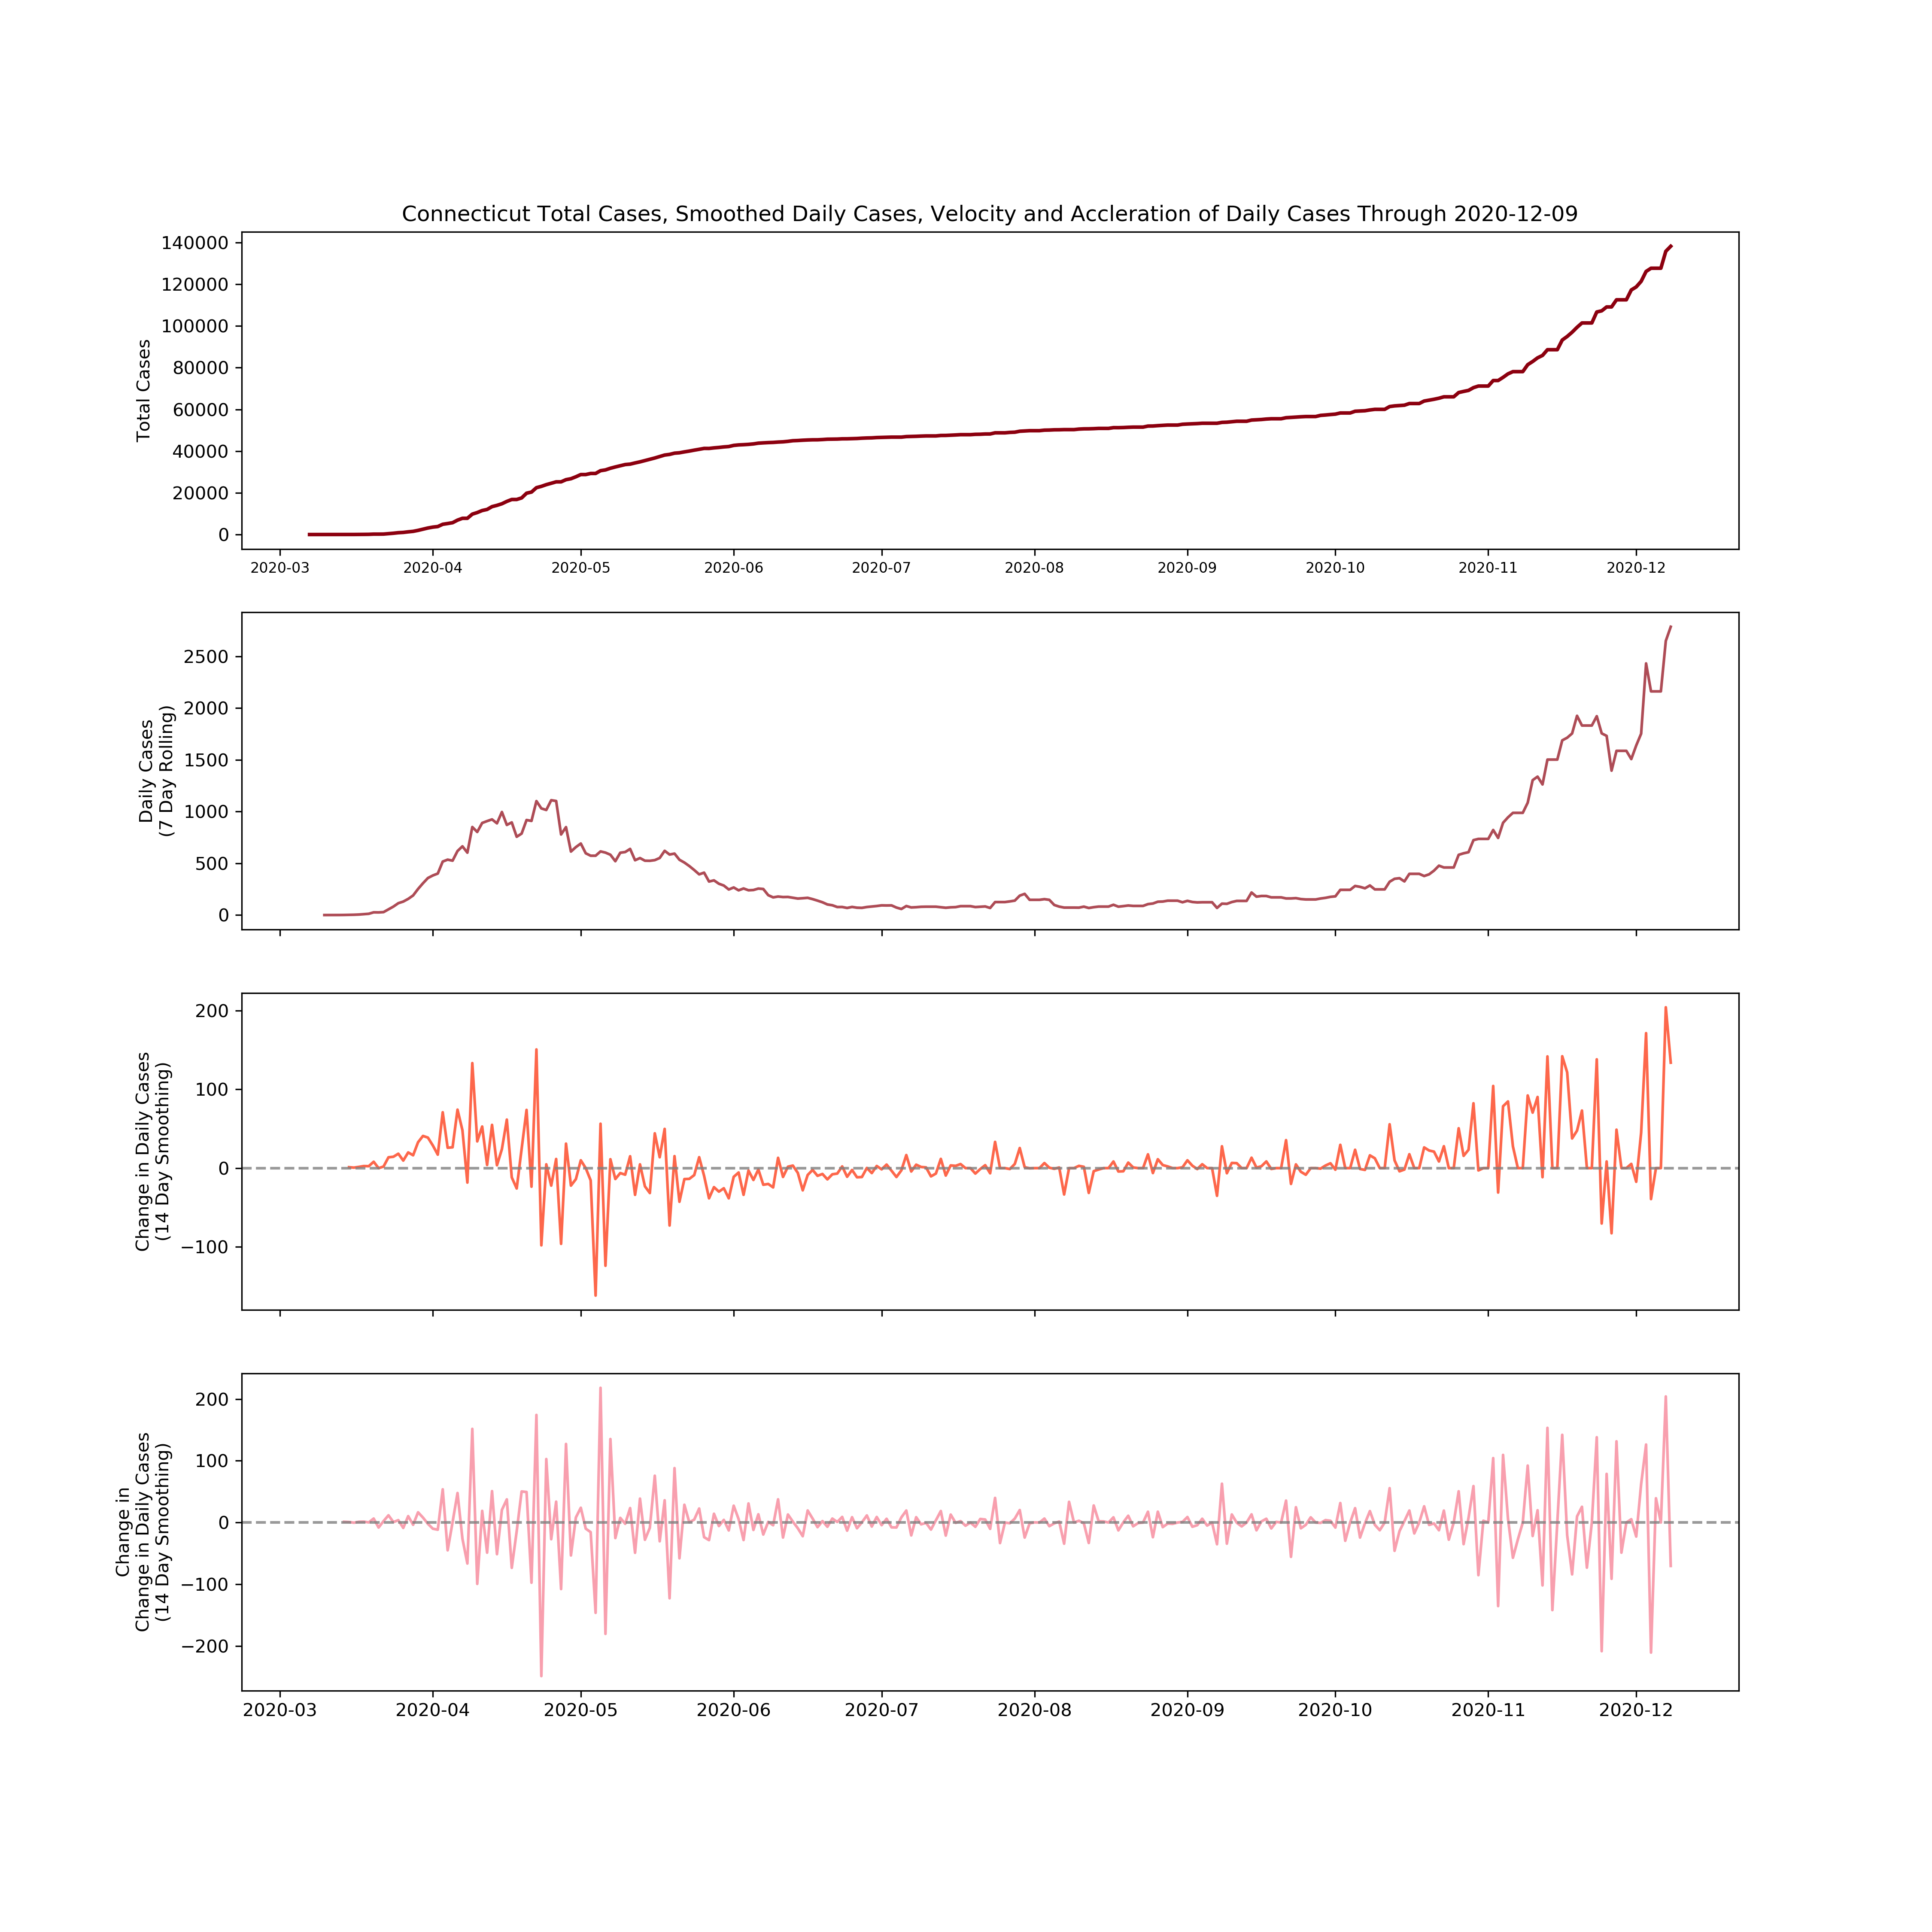 Connecticut Total Cases, Smoothed Daily Cases, Velocity and Accleration of Daily Cases Through 2020-12-09
Total Cases
140000
120000
100000
80000
60000
40000
20000
0
2020-03 2020-04 2020-05 2020-06 2020-07 2020-08 2020-09 2020-10 2020-11 2020-12
Daily Cases
(7 Day Rolling)
2500
2000
1500
1000
500
0
Change in Daily Cases
(14 Day Smoothing)
200
100
0
−100
Change in
Change in Daily Cases
(14 Day Smoothing)
200
100
0
−100
−200
2020-03 2020-04 2020-05 2020-06 2020-07 2020-08 2020-09 2020-10 2020-11 2020-12